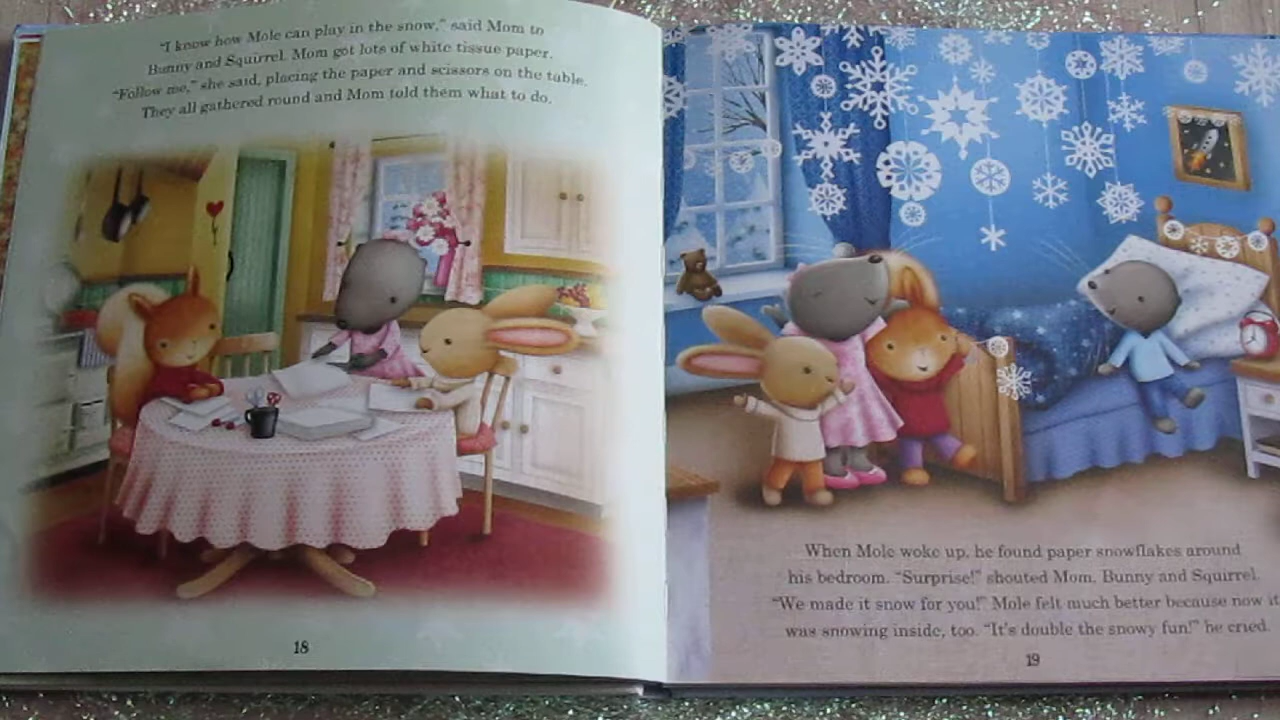 "I know how Mole can play in the snow," said Mom to
Bunny and Squirrel. Mom got lots of white tissue paper.
"Follow me," she said, placing the paper and scissors on the table.
They all gathered round and Mom told them what to do.
18
When Mole woke up, he found paper snowflakes around
his bedroom. "Surprise!" shouted Mom, Bunny and Squirrel.
"We made it snow for you!" Mole felt much better because now it
was snowing inside, too. "It's double the snowy fun!" he cried.
19